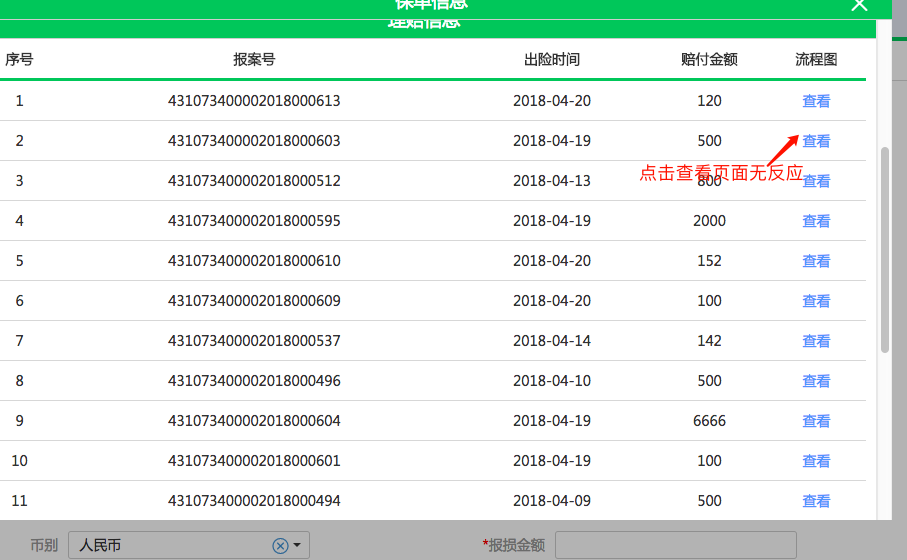 保单信息
理赔信息
序号 报案号 出险时间 赔付金额 流程图
1 431073400002018000613 2018-04-20 120 查看
2 431073400002018000603 2018-04-19 500 查看
点击查看页面无反应
3 431073400002018000512 2018-04-13 800 查看
4 431073400002018000595 2018-04-19 2000 查看
5 431073400002018000610 2018-04-20 152 查看
6 431073400002018000609 2018-04-20 100 查看
7 431073400002018000537 2018-04-14 142 查看
8 431073400002018000496 2018-04-10 500 查看
9 431073400002018000604 2018-04-19 6666 查看
10 431073400002018000601 2018-04-19 100 查看
11 431073400002018000494 2018-04-09 500 查看
币别 人民币 *报损金额